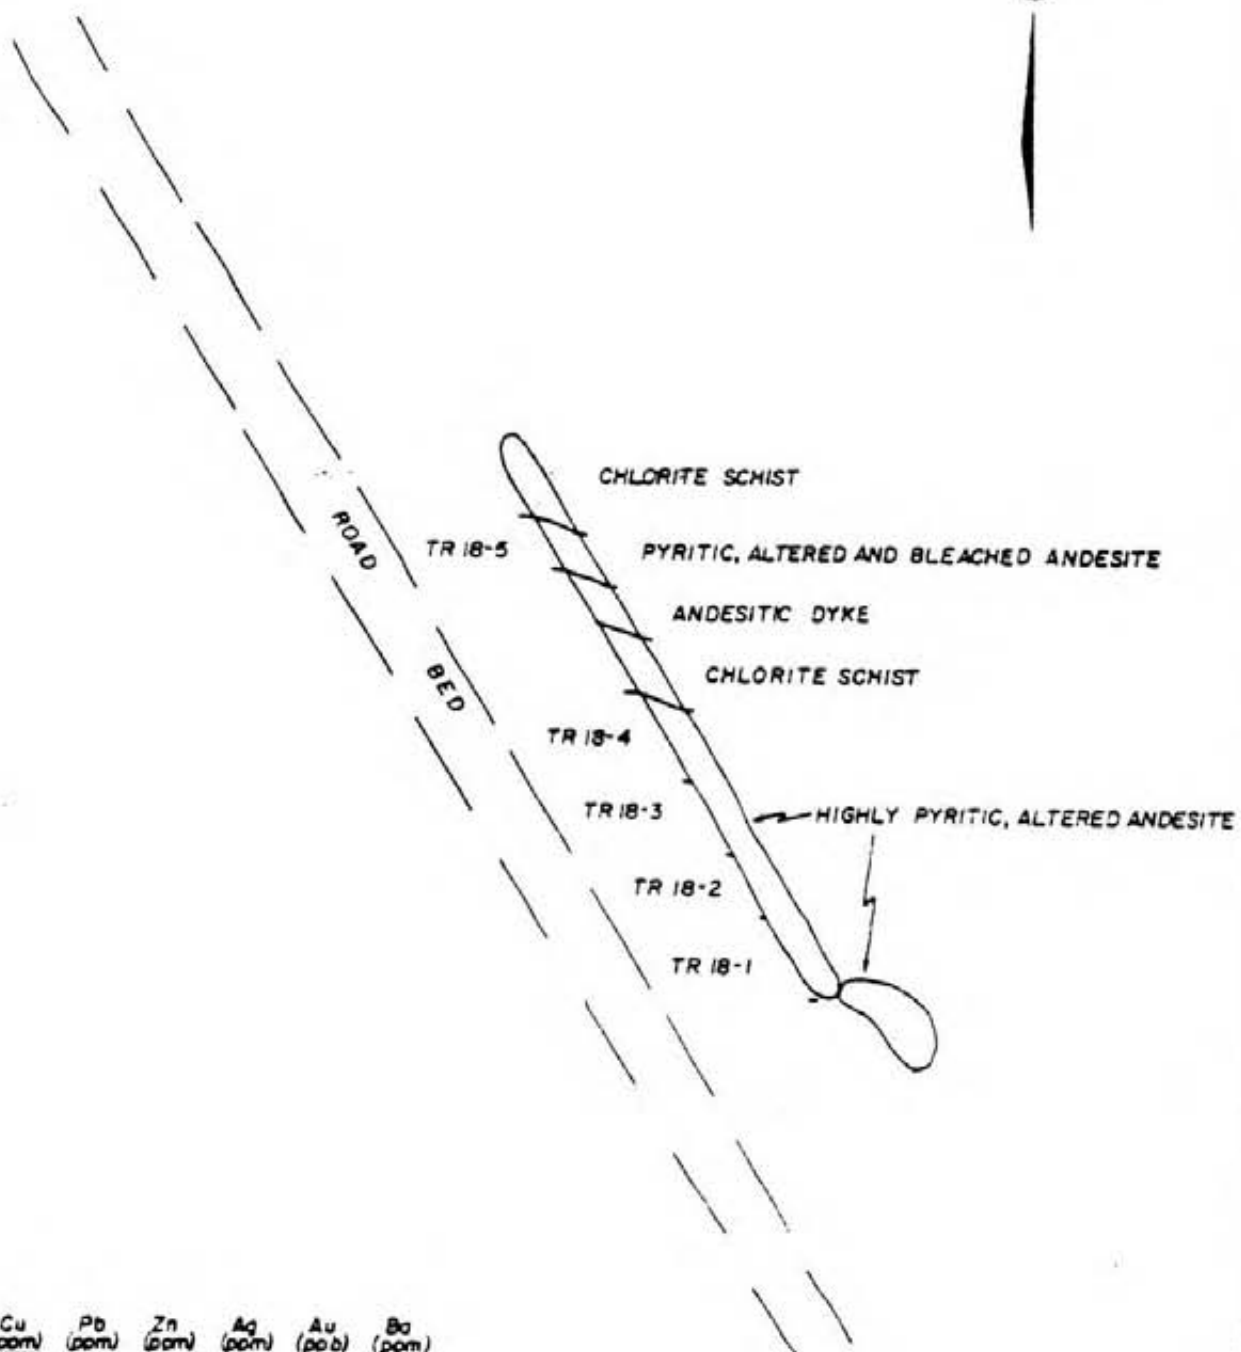 CHLORITE SCHIST
ROAD
TR 18-5
PYRITIC, ALTERED AND BLEACHED ANDESITE
ANDESITIC DYKE
BED
CHLORITE SCHIST
TR 18-4
TR 18-3
HIGHLY PYRITIC, ALTERED ANDESITE
TR 18-2
TR 18-1
Cu Pb Zn Ag Au Ba
(ppm) (ppm) (ppm) (ppm) (ppb) (ppm)